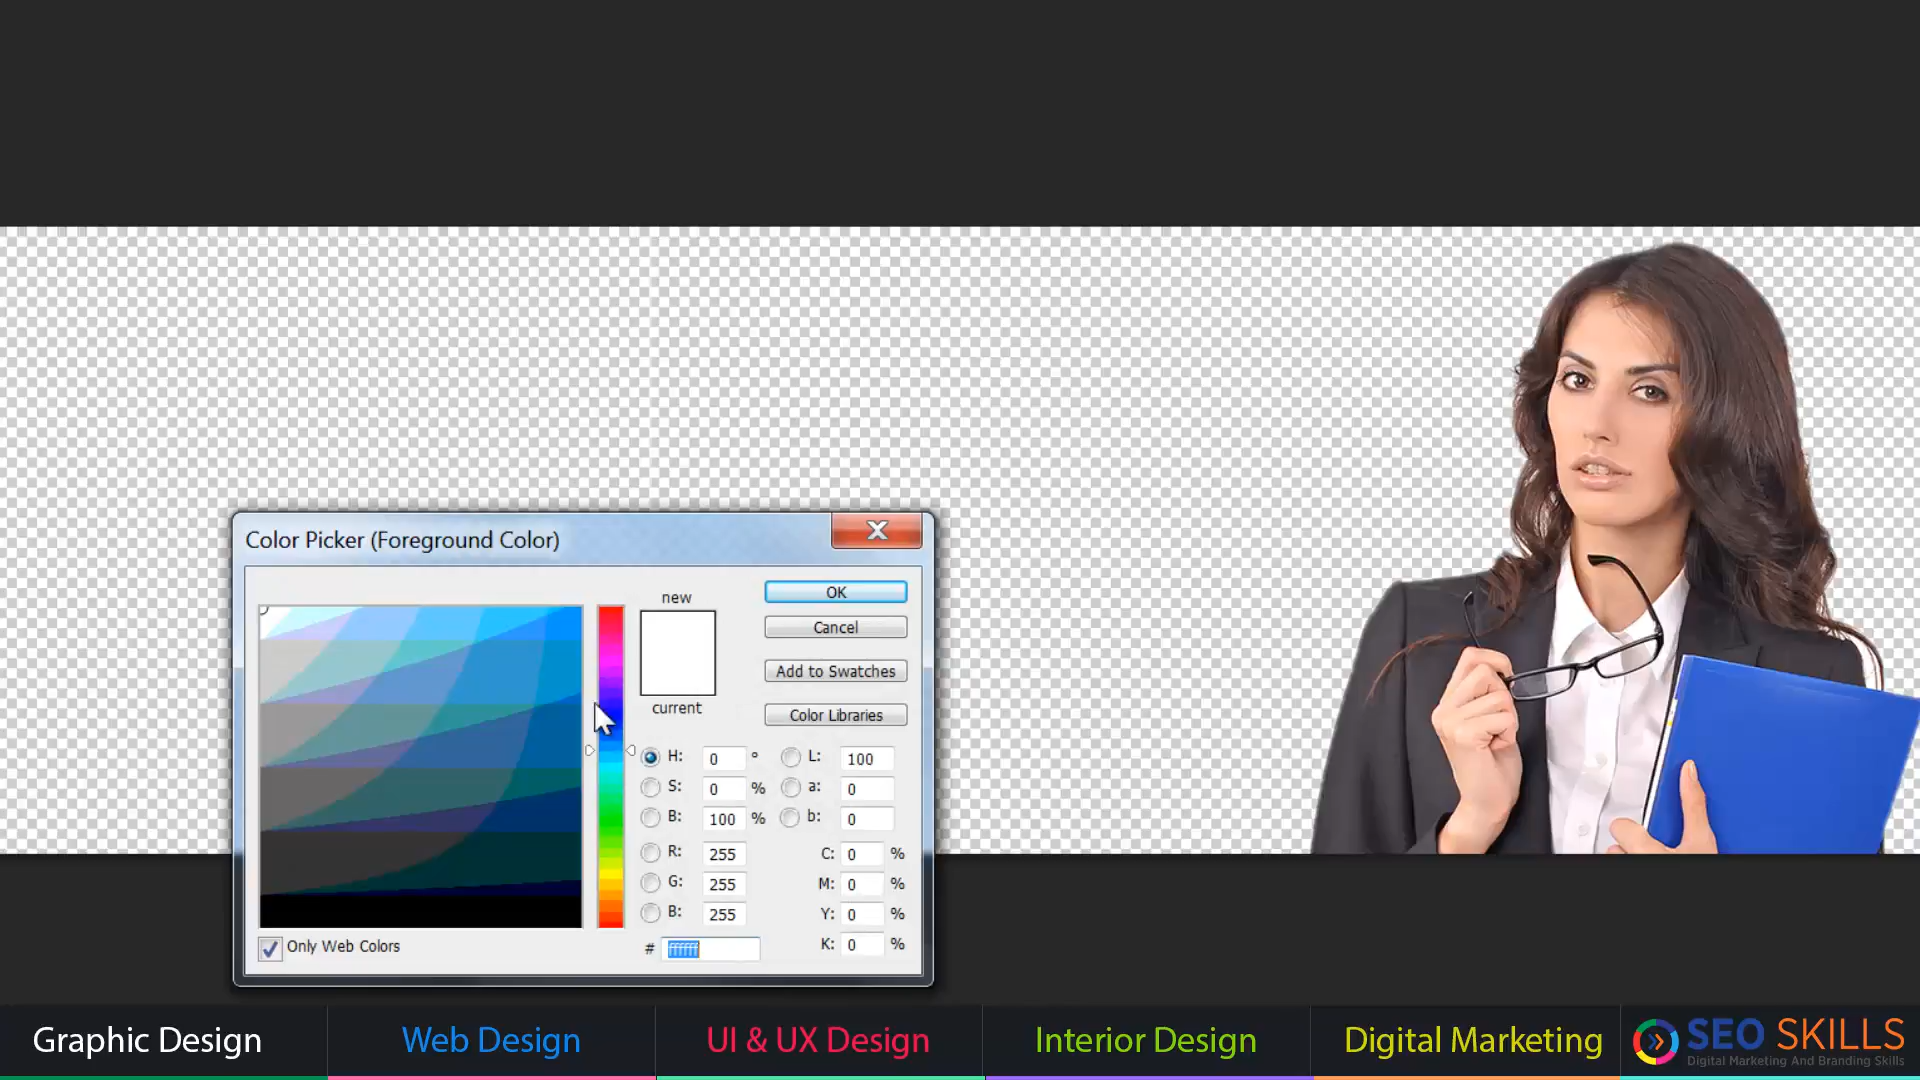 Color Picker (Foreground Color)
new
OK
Cancel
Add to Swatches
current
Color Libraries
H: 0 °
L: 100
S: 0 %
a: 0
B: 100 %
b: 0
R: 255
C: 0 %
G: 255
M: 0 %
B: 255
Y: 0 %
# ffffff
K: 0 %
Only Web Colors
Graphic Design
Web Design
UI & UX Design
Interior Design
Digital Marketing
SEO SKILLS
Digital Marketing And Branding Skills